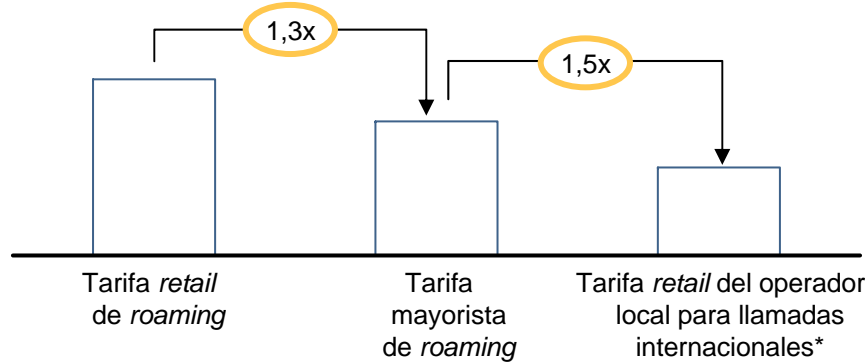 1,3x
1,5x
Tarifa retail
de roaming
Tarifa
mayorista
de roaming
Tarifa retail del operador
local para llamadas
internacionales*